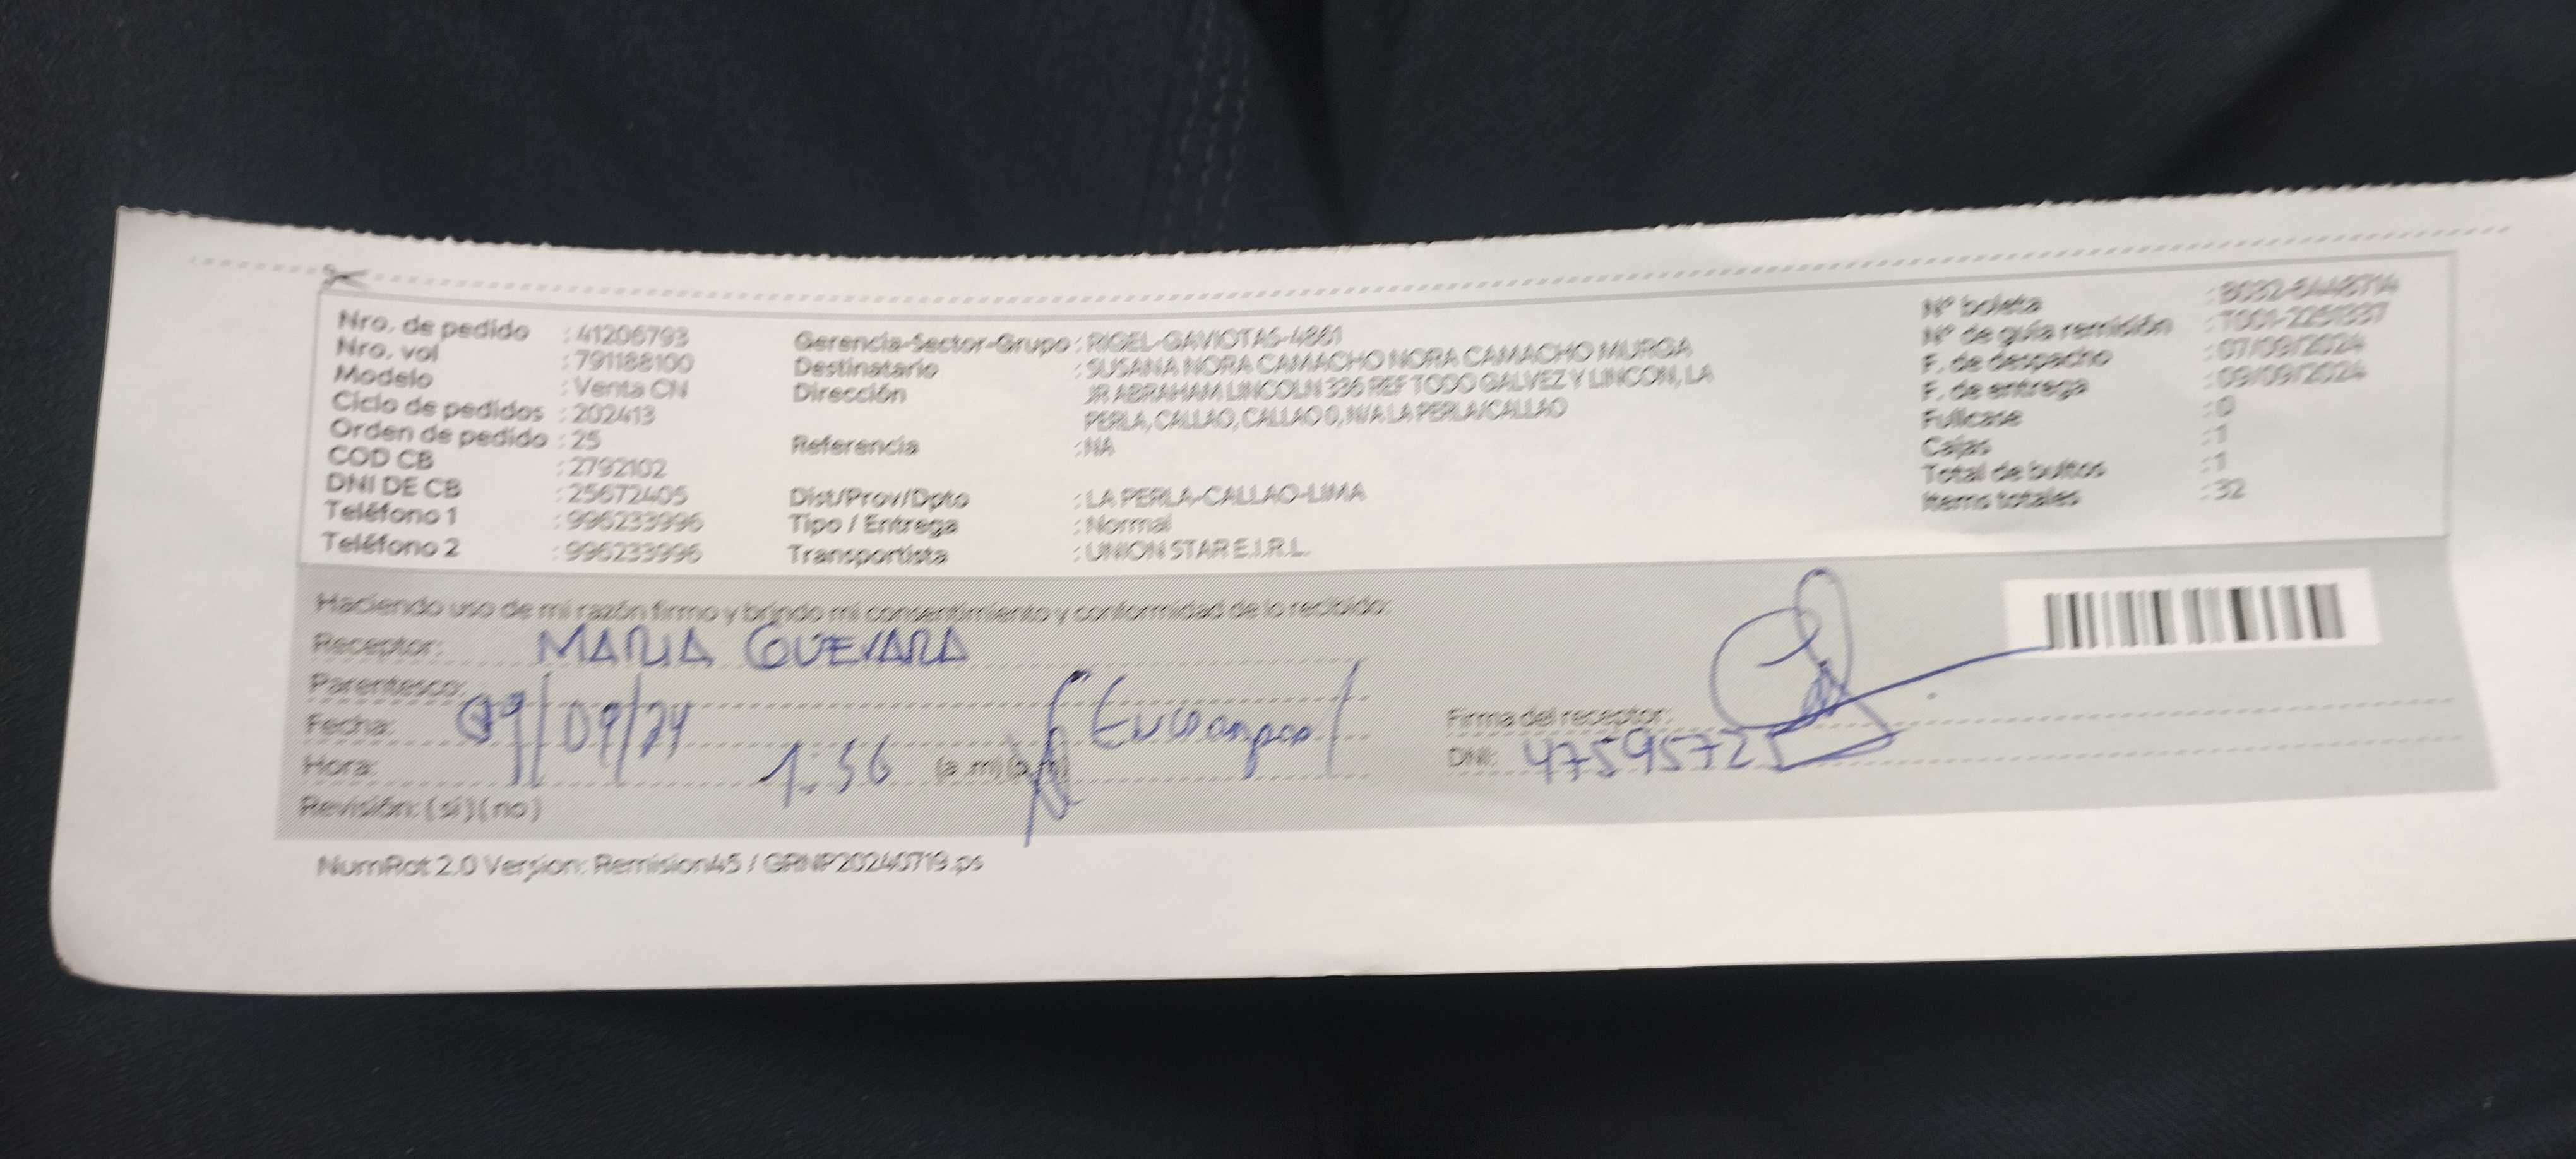 Nro. de pedido : 41206793
Nro. vol : 791188100
Modelo : Venta CN
Ciclo de pedidos : 202413
Orden de pedido : 25
COD CB : 2792102
DNI DE CB : 25672405
Teléfono 1 : 996233996
Teléfono 2 : 996233996
Gerencia-Sector-Grupo : RIGEL-GAVIOTAS-4861
Destinatario : SUSANA NORA CAMACHO NORA CAMACHO MURGA
Dirección : JR ABRAHAM LINCOLN 336 REF TODO GALVEZ Y LINCON, LA
PERLA, CALLAO, CALLAO 0, N/A LA PERLA/CALLAO
Referencia : NA
Dist/Prov/Dpto : LA PERLA-CALLAO-LIMA
Tipo / Entrega : Normal
Transportista : UNION STAR E.I.R.L.
Nº boleta
Nº de guía remisión : T001-2251337
F. de despacho : 07/09/2024
F. de entrega : 09/09/2024
Fullcase : 0
Cajas : 1
Total de bultos : 1
Items totales : 32
Haciendo uso de mi razón firmo y brindo mi consentimiento y conformidad de lo recibido:
Receptor: MARIA GUEVARA
Parentesco:
Fecha: 09/09/24
Hora: 1:56 (a.m)(p.m)
Revisión: (si) (no)
Firma del receptor:
DNI: 47595725
NumRot 2.0 Version: Remision45 / GRNP20240719.ps